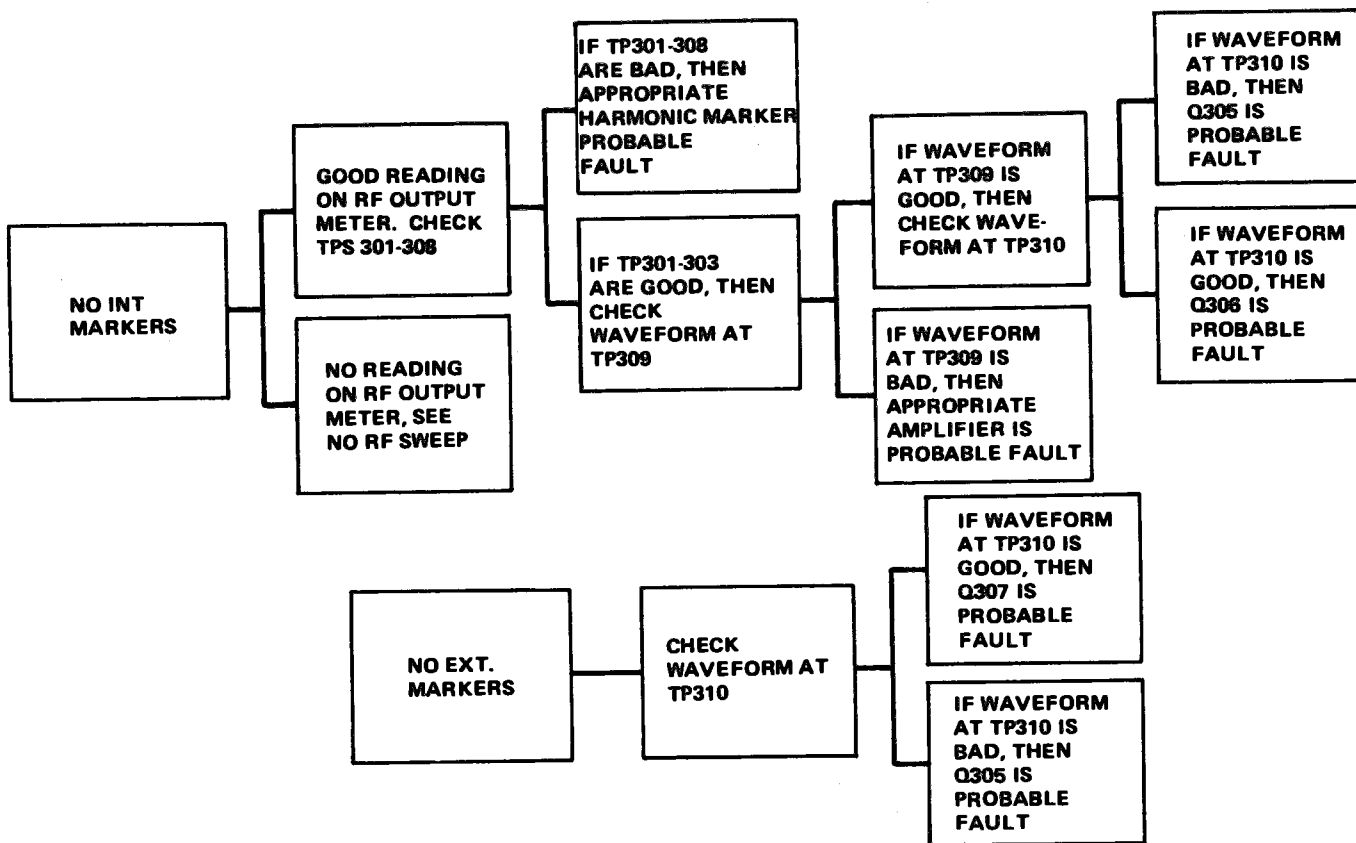 NO INT
MARKERS
GOOD READING
ON RF OUTPUT
METER. CHECK
TPS 301-308
NO READING
ON RF OUTPUT
METER, SEE
NO RF SWEEP
IF TP301-308
ARE BAD, THEN
APPROPRIATE
HARMONIC MARKER
PROBABLE
FAULT
IF TP301-303
ARE GOOD, THEN
CHECK
WAVEFORM AT
TP309
IF WAVEFORM
AT TP309 IS
GOOD, THEN
CHECK WAVE-
FORM AT TP310
IF WAVEFORM
AT TP309 IS
BAD, THEN
APPROPRIATE
AMPLIFIER IS
PROBABLE FAULT
IF WAVEFORM
AT TP310 IS
BAD, THEN
Q305 IS
PROBABLE
FAULT
IF WAVEFORM
AT TP310 IS
GOOD, THEN
Q306 IS
PROBABLE
FAULT
NO EXT.
MARKERS
CHECK
WAVEFORM AT
TP310
IF WAVEFORM
AT TP310 IS
GOOD, THEN
Q307 IS
PROBABLE
FAULT
IF WAVEFORM
AT TP310 IS
BAD, THEN
Q305 IS
PROBABLE
FAULT